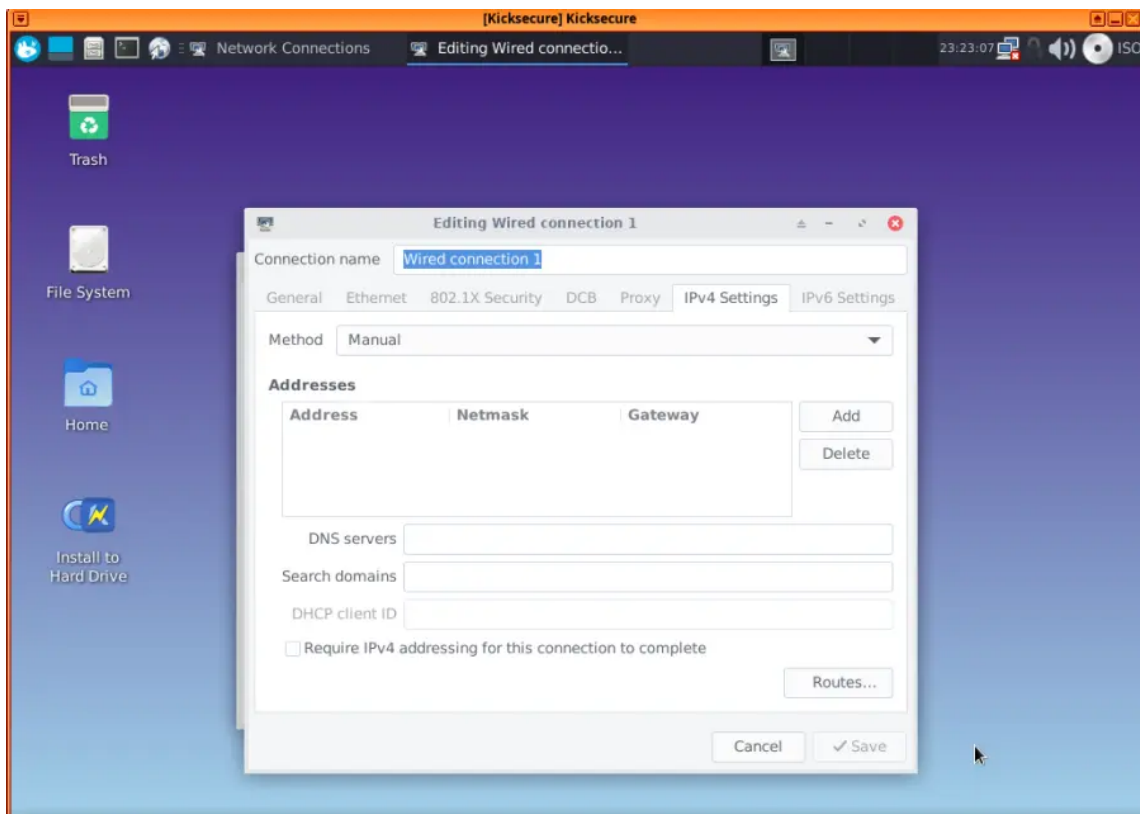 [Kicksecure] Kicksecure
Network Connections
Editing Wired connectio...
23:23:07
ISO
Trash
File System
Home
Install to
Hard Drive
Editing Wired connection 1
Connection name
Wired connection 1
General
Ethernet
802.1X Security
DCB
Proxy
IPv4 Settings
IPv6 Settings
Method
Manual
Addresses
Address
Netmask
Gateway
Add
Delete
DNS servers
Search domains
DHCP client ID
Require IPv4 addressing for this connection to complete
Routes...
Cancel
Save